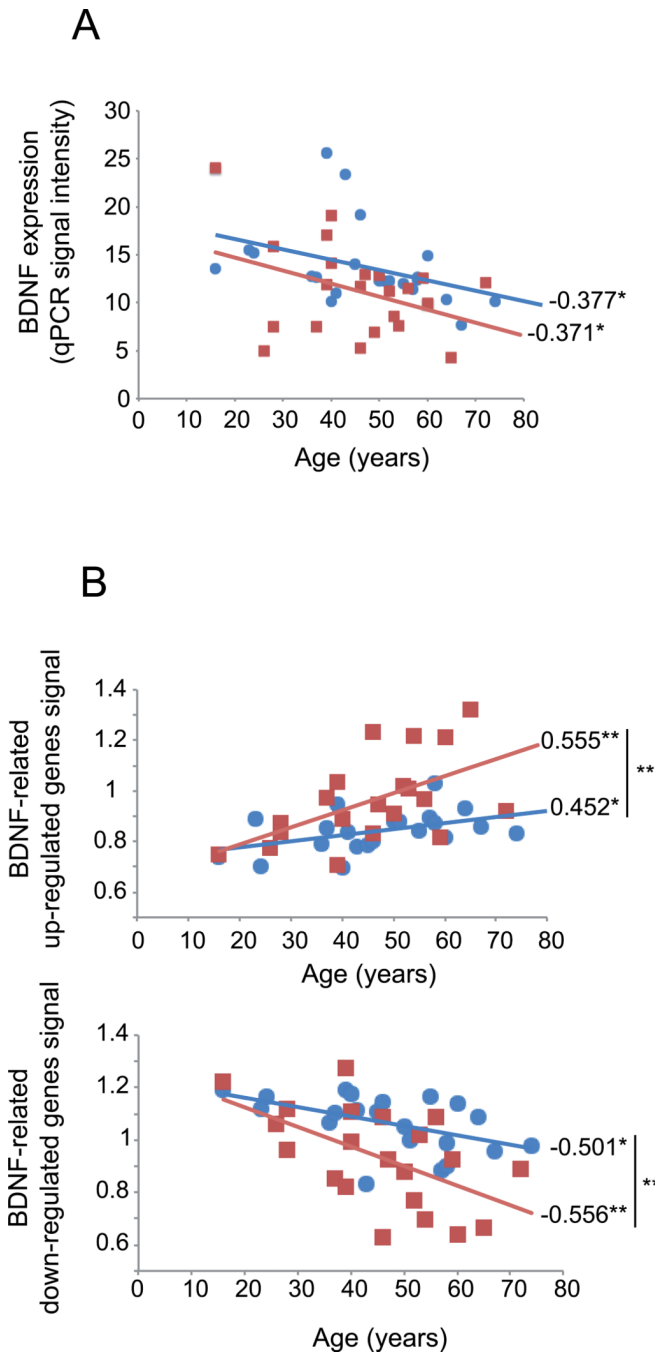 A
BDNF expression
(qPCR signal intensity)
30
25
20
15
10
5
0
0 10 20 30 40 50 60 70 80
Age (years)
-0.377*
-0.371*
B
BDNF-related
up-regulated genes signal
1.4
1.2
1
0.8
0.6
0 10 20 30 40 50 60 70 80
Age (years)
0.555**
0.452*
**
BDNF-related
down-regulated genes signal
1.4
1.2
1
0.8
0.6
0 10 20 30 40 50 60 70 80
Age (years)
-0.501*
-0.556**
**